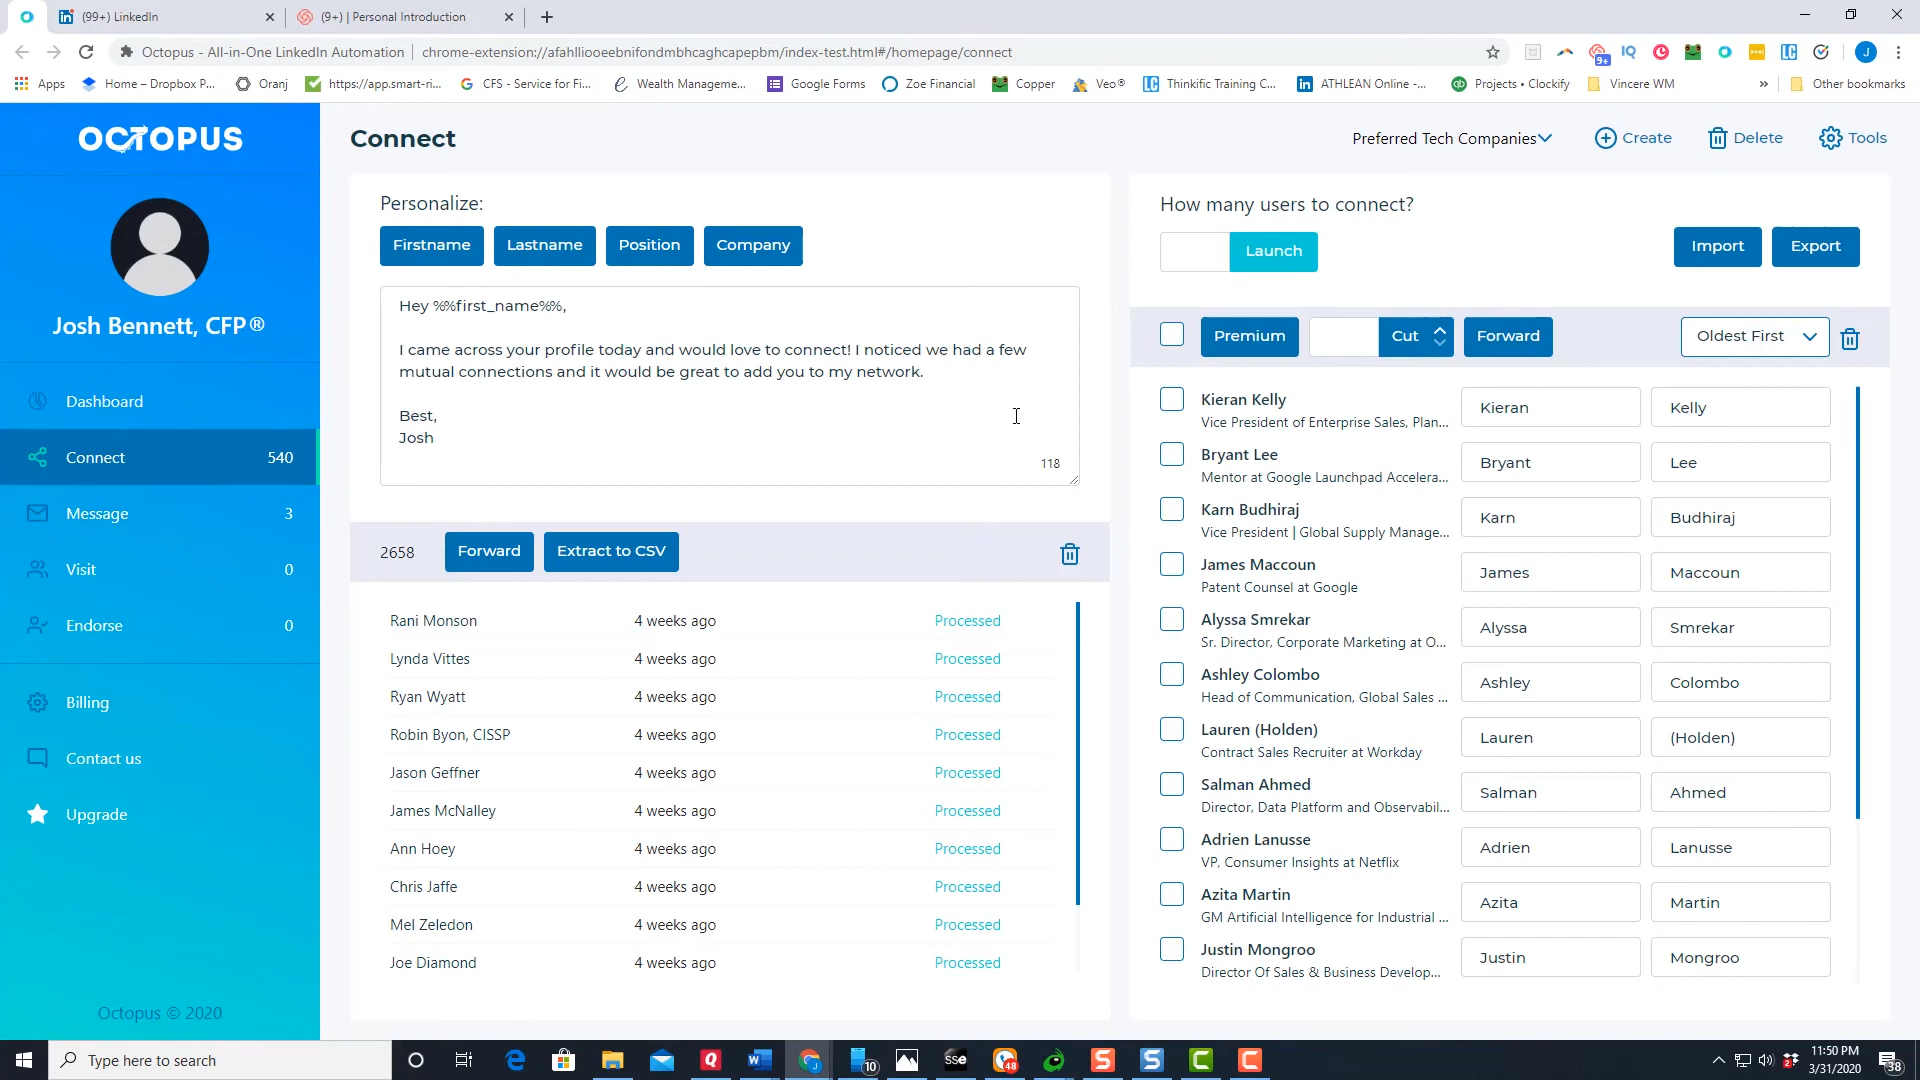 (99+) LinkedIn
(9+) | Personal Introduction
Octopus - All-in-One LinkedIn Automation
chrome-extension://afahlliooeebnifondmbhcaghcapepbm/index-test.html#/homepage/connect
9+
IQ
J
Apps
Home – Dropbox P...
Oranj
https://app.smart-ri...
CFS - Service for Fi...
Wealth Manageme...
Google Forms
Zoe Financial
Copper
Veo®
Thinkific Training C...
ATHLEAN Online -...
Projects • Clockify
Vincere WM
»
Other bookmarks
OCTOPUS
Josh Bennett, CFP®
Dashboard
Connect 540
Message 3
Visit 0
Endorse 0
Billing
Contact us
Upgrade
Octopus © 2020
Connect
Preferred Tech Companies
Create
Delete
Tools
Personalize:
Firstname
Lastname
Position
Company
Hey %%first_name%%,
I came across your profile today and would love to connect! I noticed we had a few
mutual connections and it would be great to add you to my network.
Best,
Josh
118
2658
Forward
Extract to CSV
Rani Monson 4 weeks ago Processed
Lynda Vittes 4 weeks ago Processed
Ryan Wyatt 4 weeks ago Processed
Robin Byon, CISSP 4 weeks ago Processed
Jason Geffner 4 weeks ago Processed
James McNalley 4 weeks ago Processed
Ann Hoey 4 weeks ago Processed
Chris Jaffe 4 weeks ago Processed
Mel Zeledon 4 weeks ago Processed
Joe Diamond 4 weeks ago Processed
How many users to connect?
Launch
Import
Export
Premium
Cut
Forward
Oldest First
Kieran Kelly
Vice President of Enterprise Sales, Plan...
Kieran
Kelly
Bryant Lee
Mentor at Google Launchpad Accelera...
Bryant
Lee
Karn Budhiraj
Vice President | Global Supply Manage...
Karn
Budhiraj
James Maccoun
Patent Counsel at Google
James
Maccoun
Alyssa Smrekar
Sr. Director, Corporate Marketing at O...
Alyssa
Smrekar
Ashley Colombo
Head of Communication, Global Sales ...
Ashley
Colombo
Lauren (Holden)
Contract Sales Recruiter at Workday
Lauren
(Holden)
Salman Ahmed
Director, Data Platform and Observabil...
Salman
Ahmed
Adrien Lanusse
VP, Consumer Insights at Netflix
Adrien
Lanusse
Azita Martin
GM Artificial Intelligence for Industrial ...
Azita
Martin
Justin Mongroo
Director Of Sales & Business Develop...
Justin
Mongroo
Type here to search
10
sse
48
11:50 PM
3/31/2020
38